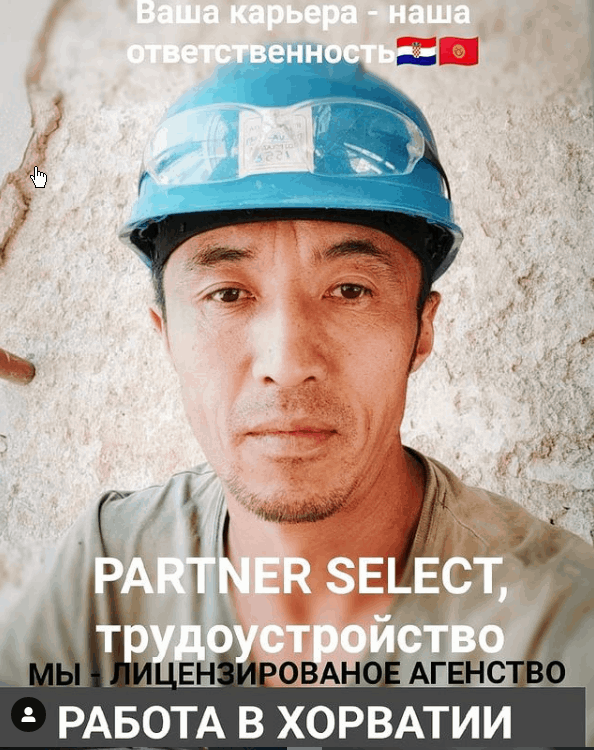 Ваша карьера - наша
ответственность🇭🇷🇰🇬
PARTNER SELECT,
трудоустройство
МЫ - ЛИЦЕНЗИРОВАНОЕ АГЕНСТВО
РАБОТА В ХОРВАТИИ